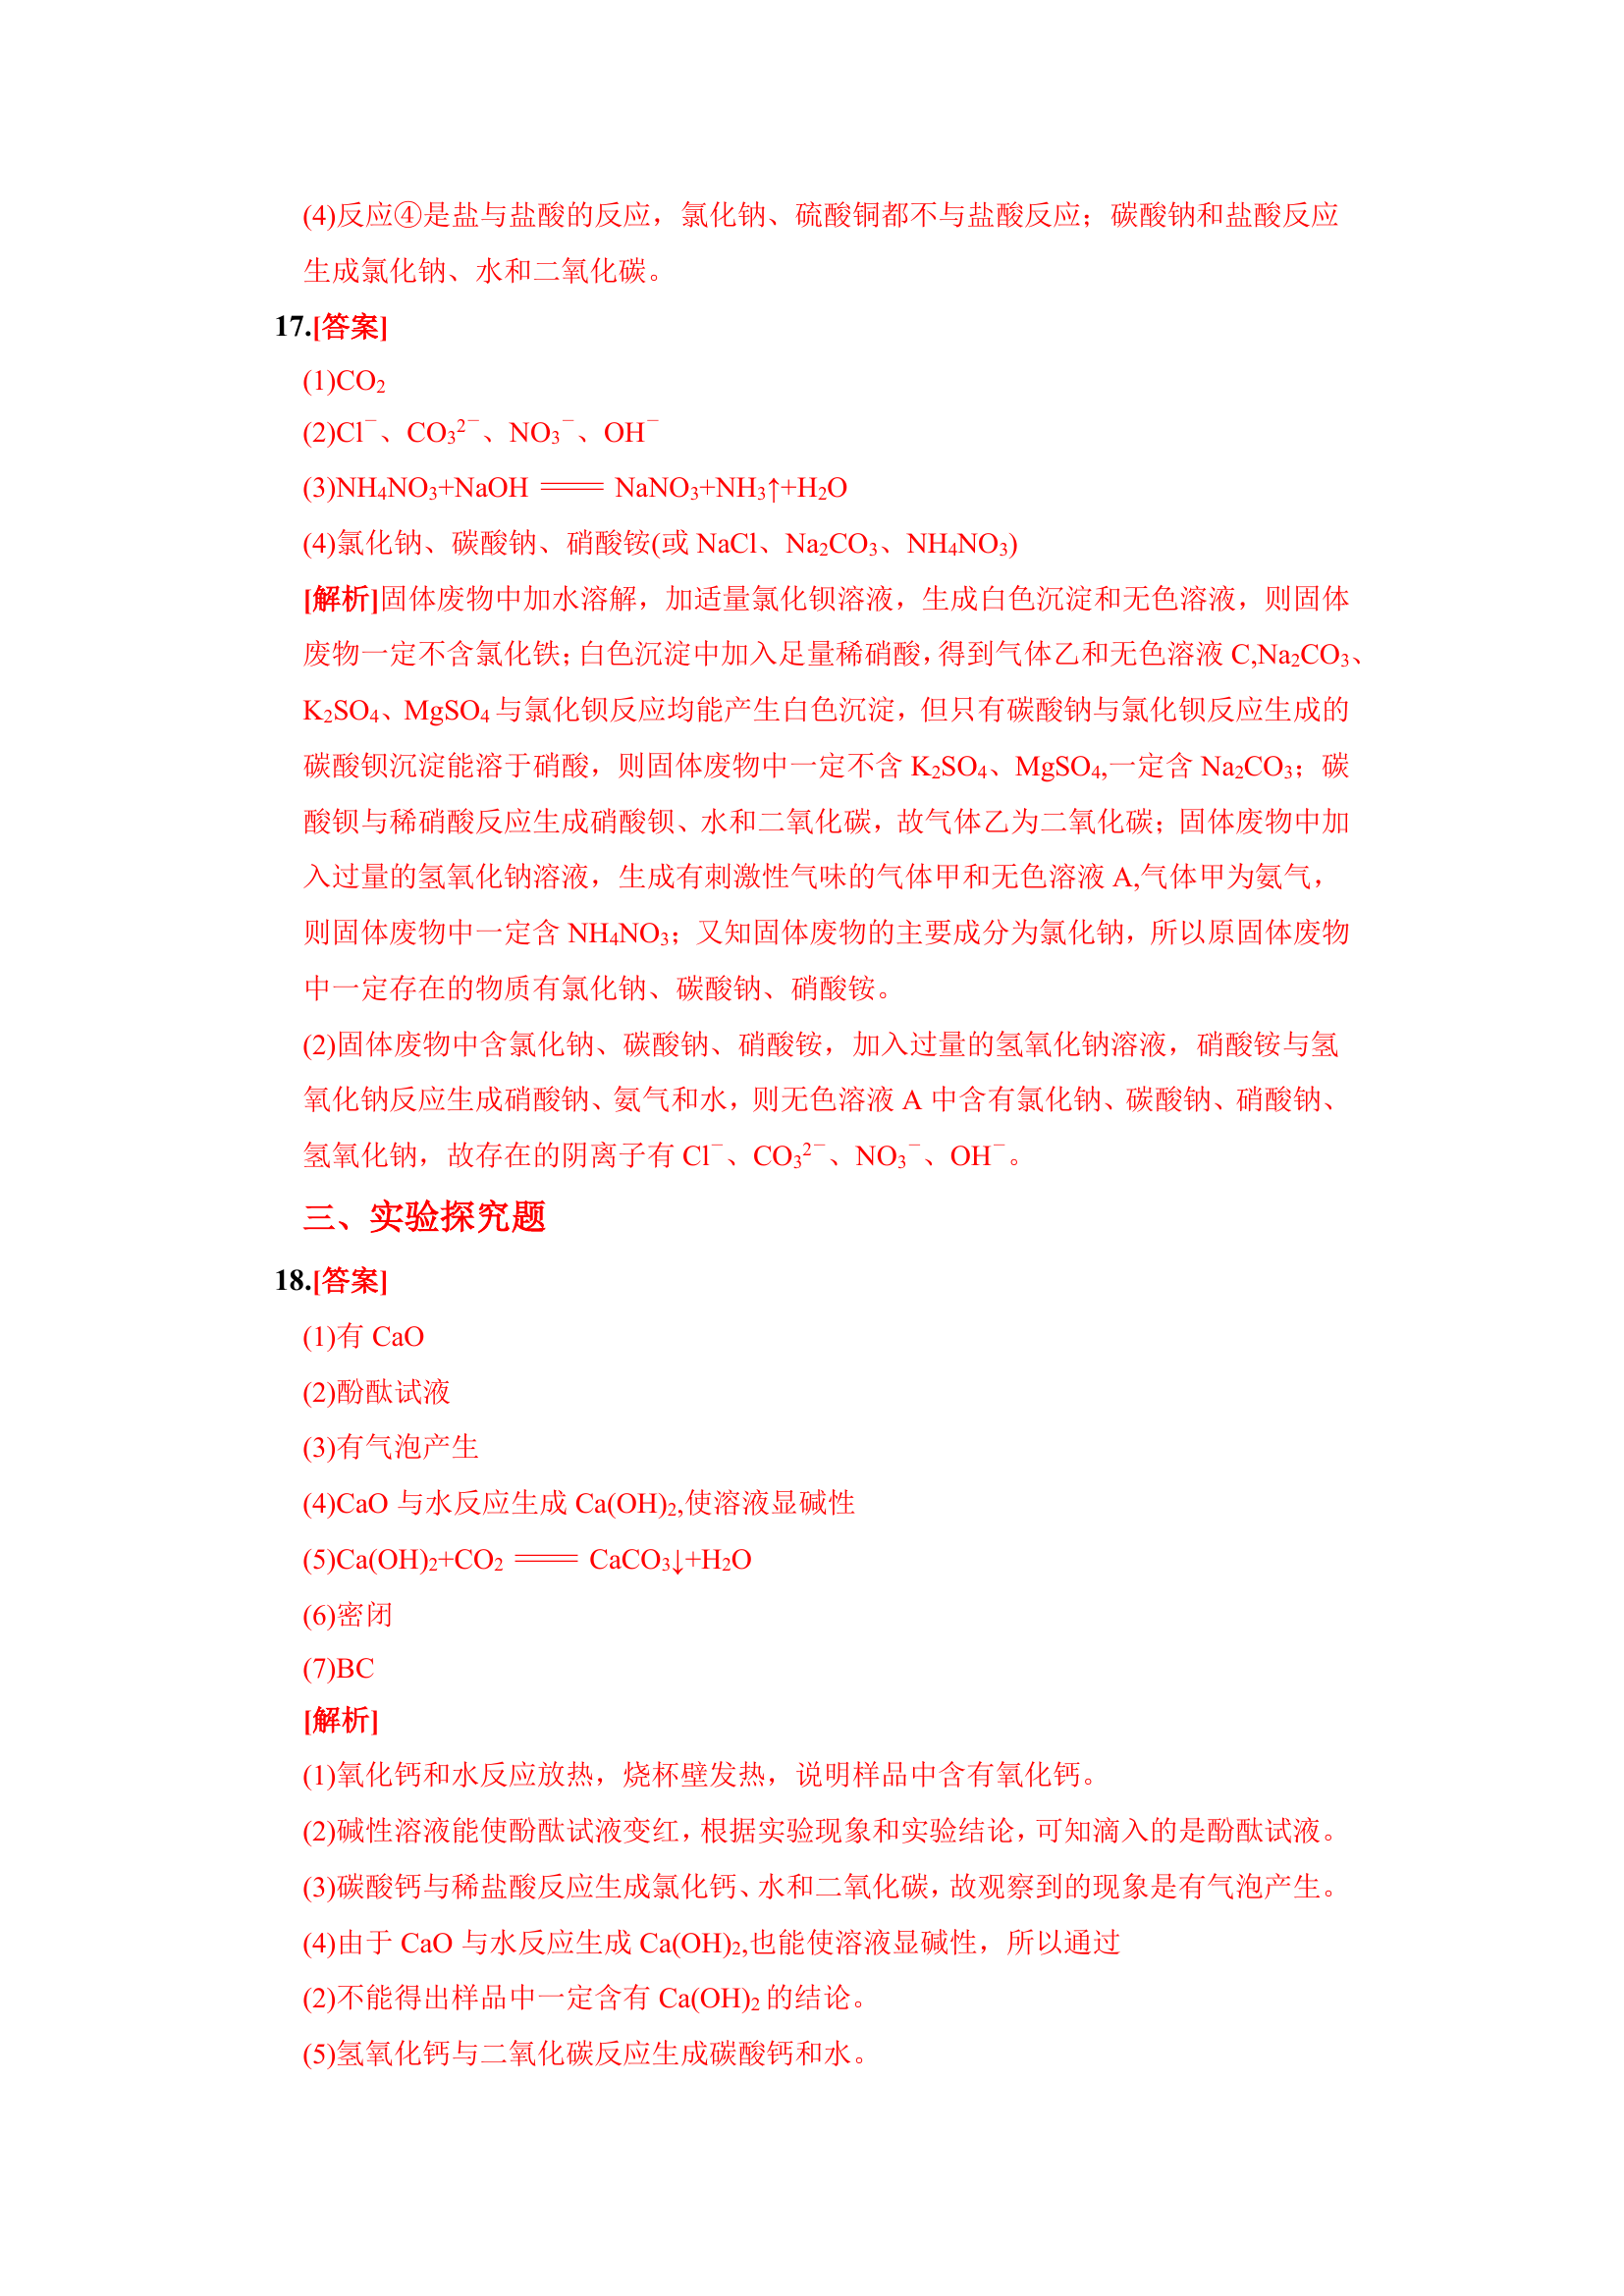 (4)反应④是盐与盐酸的反应，氯化钠、硫酸铜都不与盐酸反应；碳酸钠和盐酸反应
生成氯化钠、水和二氧化碳。
17.[答案]
(1)CO₂
(2)Cl⁻、CO₃²⁻、NO₃⁻、OH⁻
(3)NH₄NO₃+NaOH ═══ NaNO₃+NH₃↑+H₂O
(4)氯化钠、碳酸钠、硝酸铵(或 NaCl、Na₂CO₃、NH₄NO₃)
[解析]固体废物中加水溶解，加适量氯化钡溶液，生成白色沉淀和无色溶液，则固体
废物一定不含氯化铁；白色沉淀中加入足量稀硝酸，得到气体乙和无色溶液 C,Na₂CO₃、
K₂SO₄、MgSO₄与氯化钡反应均能产生白色沉淀，但只有碳酸钠与氯化钡反应生成的
碳酸钡沉淀能溶于硝酸，则固体废物中一定不含 K₂SO₄、MgSO₄,一定含 Na₂CO₃；碳
酸钡与稀硝酸反应生成硝酸钡、水和二氧化碳，故气体乙为二氧化碳；固体废物中加
入过量的氢氧化钠溶液，生成有刺激性气味的气体甲和无色溶液 A,气体甲为氨气，
则固体废物中一定含 NH₄NO₃；又知固体废物的主要成分为氯化钠，所以原固体废物
中一定存在的物质有氯化钠、碳酸钠、硝酸铵。
(2)固体废物中含氯化钠、碳酸钠、硝酸铵，加入过量的氢氧化钠溶液，硝酸铵与氢
氧化钠反应生成硝酸钠、氨气和水，则无色溶液 A 中含有氯化钠、碳酸钠、硝酸钠、
氢氧化钠，故存在的阴离子有 Cl⁻、CO₃²⁻、NO₃⁻、OH⁻。
三、实验探究题
18.[答案]
(1)有 CaO
(2)酚酞试液
(3)有气泡产生
(4)CaO 与水反应生成 Ca(OH)₂,使溶液显碱性
(5)Ca(OH)₂+CO₂ ═══ CaCO₃↓+H₂O
(6)密闭
(7)BC
[解析]
(1)氧化钙和水反应放热，烧杯壁发热，说明样品中含有氧化钙。
(2)碱性溶液能使酚酞试液变红，根据实验现象和实验结论，可知滴入的是酚酞试液。
(3)碳酸钙与稀盐酸反应生成氯化钙、水和二氧化碳，故观察到的现象是有气泡产生。
(4)由于 CaO 与水反应生成 Ca(OH)₂,也能使溶液显碱性，所以通过
(2)不能得出样品中一定含有 Ca(OH)₂的结论。
(5)氢氧化钙与二氧化碳反应生成碳酸钙和水。